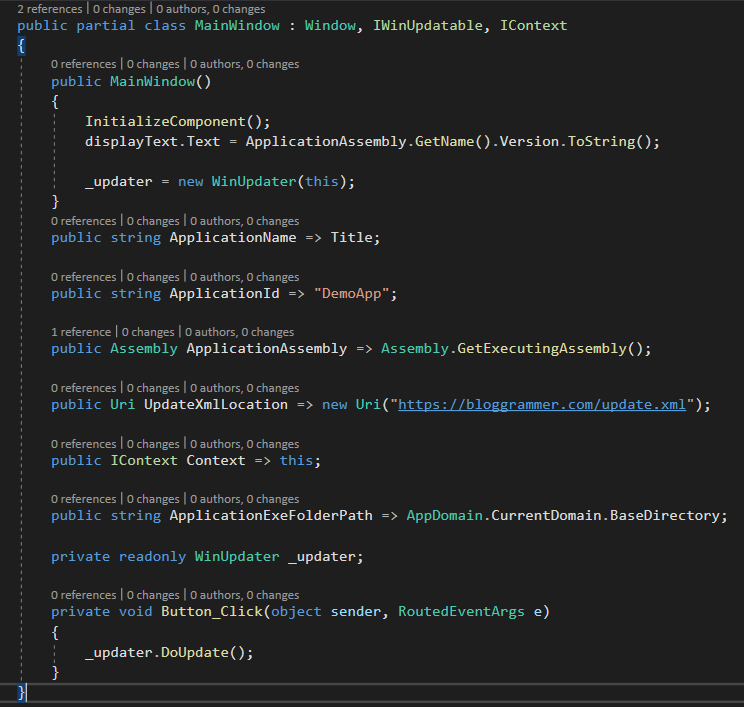 2 references | 0 changes | 0 authors, 0 changes
public partial class MainWindow : Window, IWinUpdatable, IContext
{
0 references | 0 changes | 0 authors, 0 changes
public MainWindow()
{
InitializeComponent();
displayText.Text = ApplicationAssembly.GetName().Version.ToString();
_updater = new WinUpdater(this);
}
0 references | 0 changes | 0 authors, 0 changes
public string ApplicationName => Title;
0 references | 0 changes | 0 authors, 0 changes
public string ApplicationId => "DemoApp";
1 reference | 0 changes | 0 authors, 0 changes
public Assembly ApplicationAssembly => Assembly.GetExecutingAssembly();
0 references | 0 changes | 0 authors, 0 changes
public Uri UpdateXmlLocation => new Uri("https://bloggrammer.com/update.xml");
0 references | 0 changes | 0 authors, 0 changes
public IContext Context => this;
0 references | 0 changes | 0 authors, 0 changes
public string ApplicationExeFolderPath => AppDomain.CurrentDomain.BaseDirectory;
private readonly WinUpdater _updater;
0 references | 0 changes | 0 authors, 0 changes
private void Button_Click(object sender, RoutedEventArgs e)
{
_updater.DoUpdate();
}
}